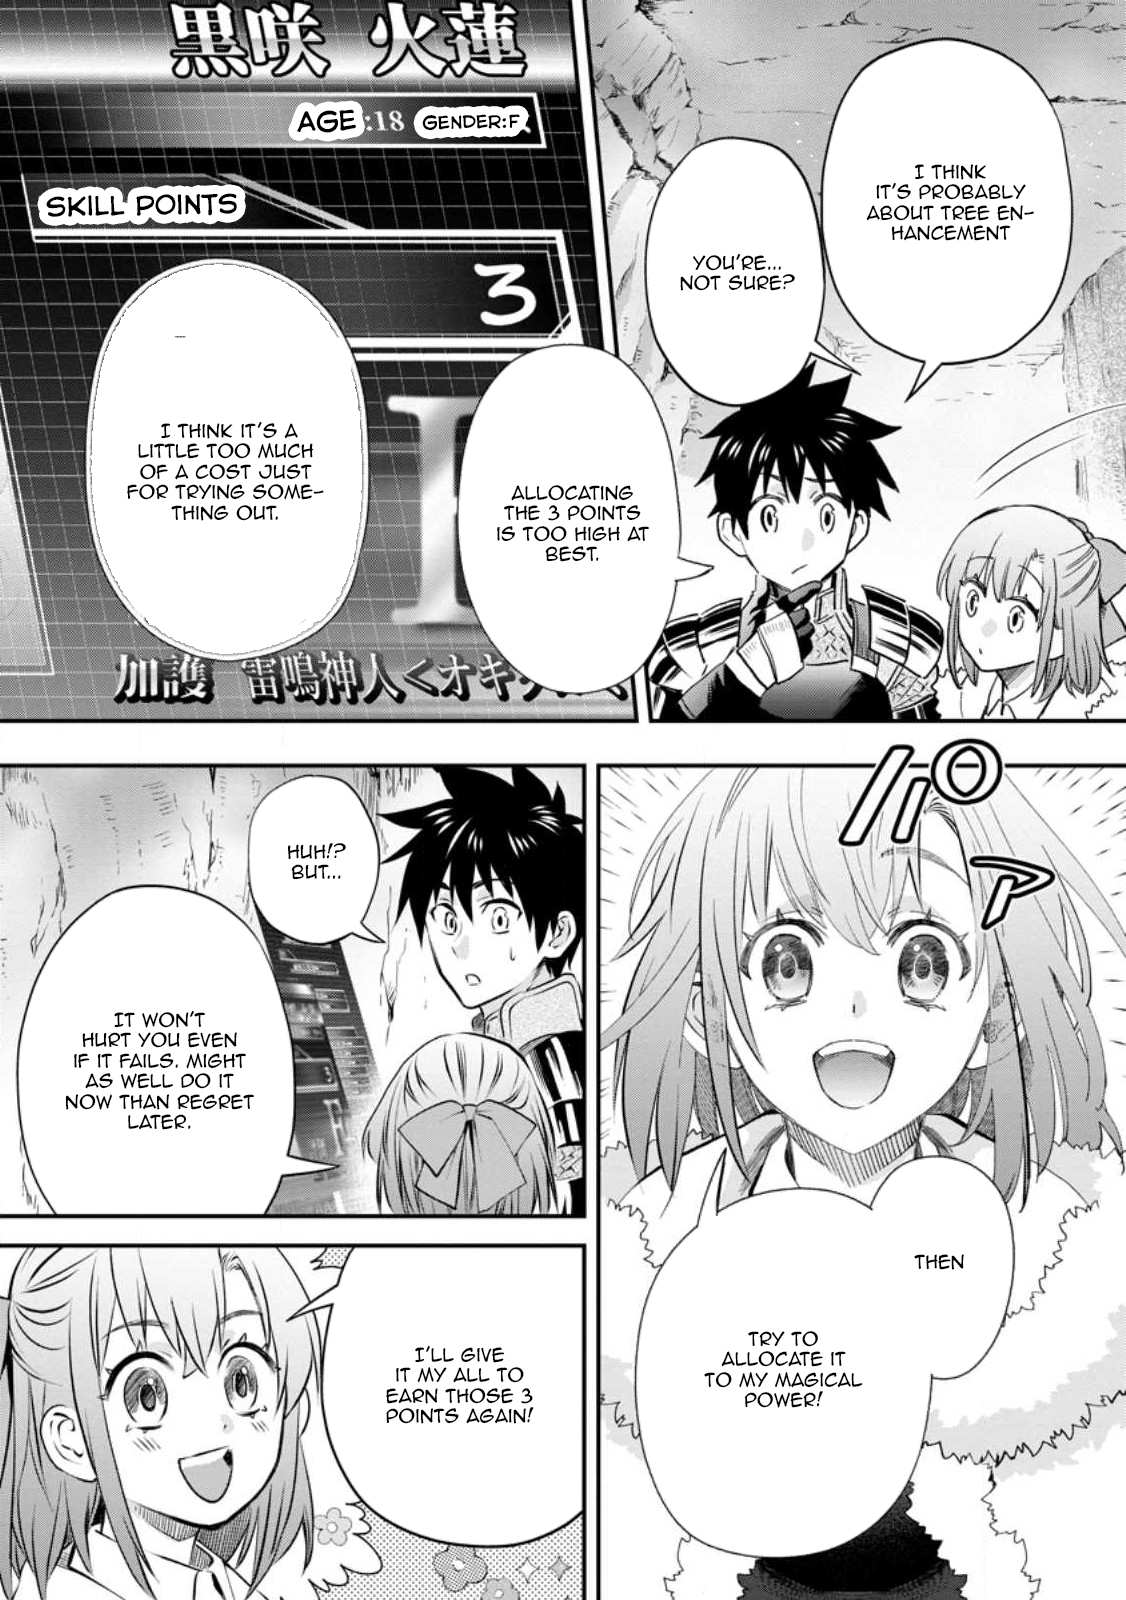 I THINK
IT'S PROBABLY
ABOUT TREE EN-
HANCEMENT
YOU'RE...
NOT SURE?
黒咲 火蓮
AGE:18 GENDER:F
SKILL POINTS
3
ALLOCATING
THE 3 POINTS
IS TOO HIGH AT
BEST.
I THINK IT'S A
LITTLE TOO MUCH
OF A COST JUST
FOR TRYING SOME-
THING OUT.
加護 雷鳴神人<オキ
パァ
THEN
TRY TO
ALLOCATE IT
TO MY MAGICAL
POWER!
HUH!?
BUT...
IT WON'T
HURT YOU EVEN
IF IT FAILS. MIGHT
AS WELL DO IT
NOW THAN REGRET
LATER.
I'LL GIVE
IT MY ALL TO
EARN THOSE 3
POINTS AGAIN!